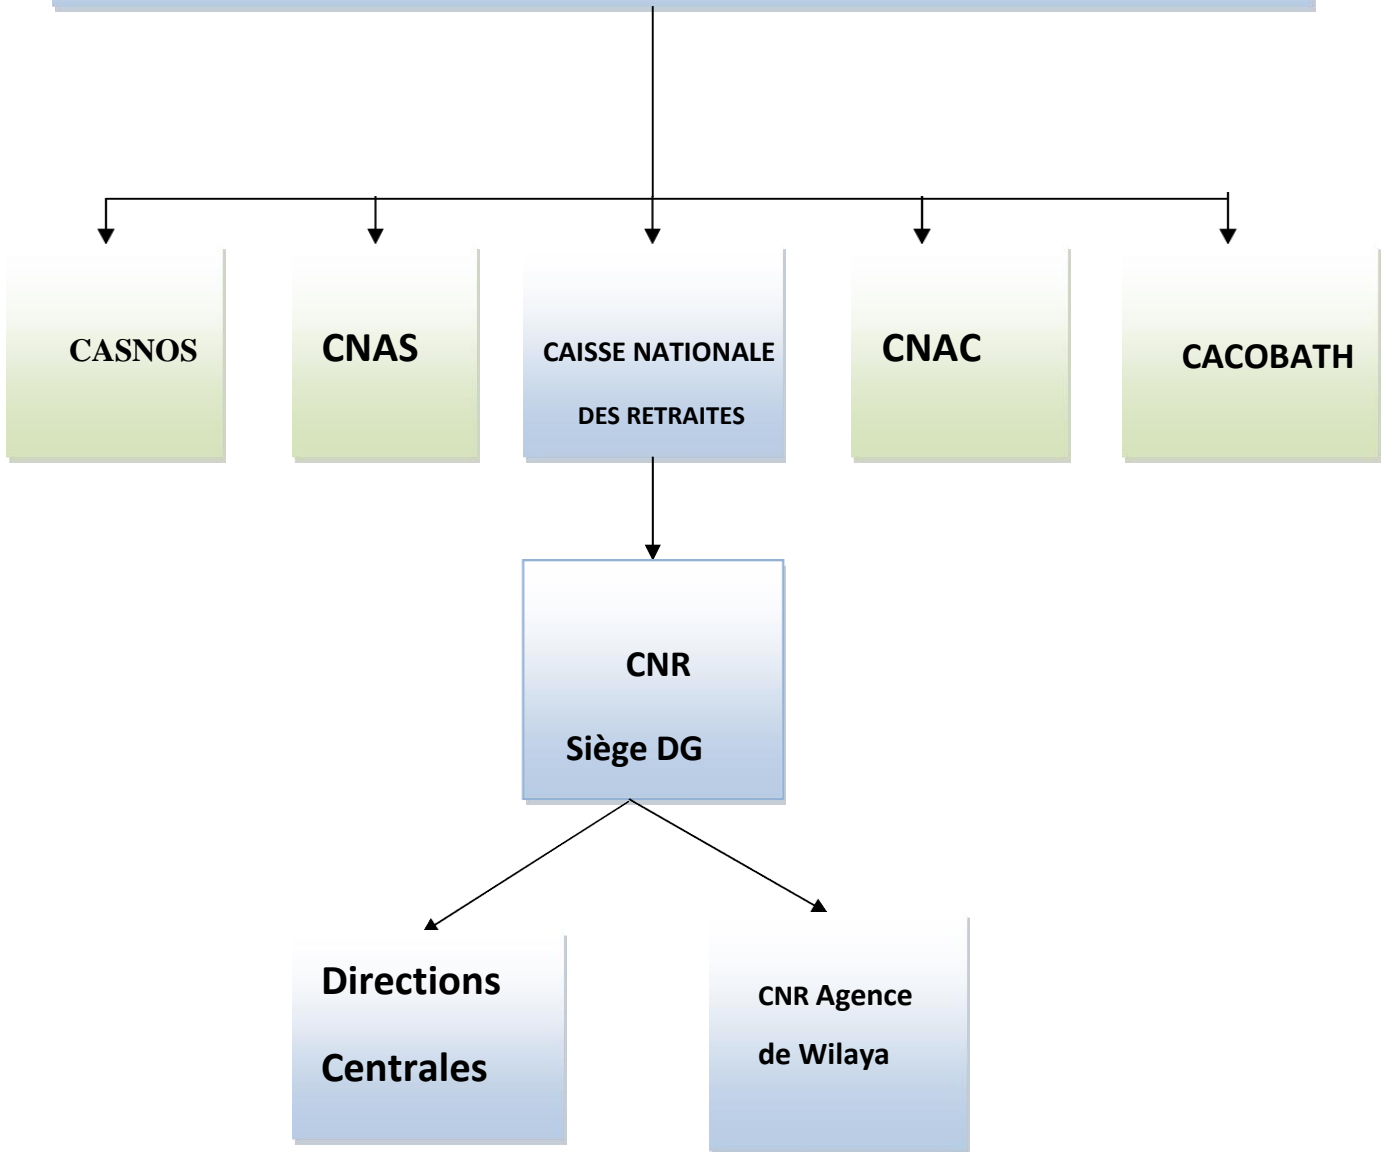 CASNOS
CNAS
CAISSE NATIONALE
DES RETRAITES
CNAC
CACOBATH
CNR
Siège DG
Directions
Centrales
CNR Agence
de Wilaya